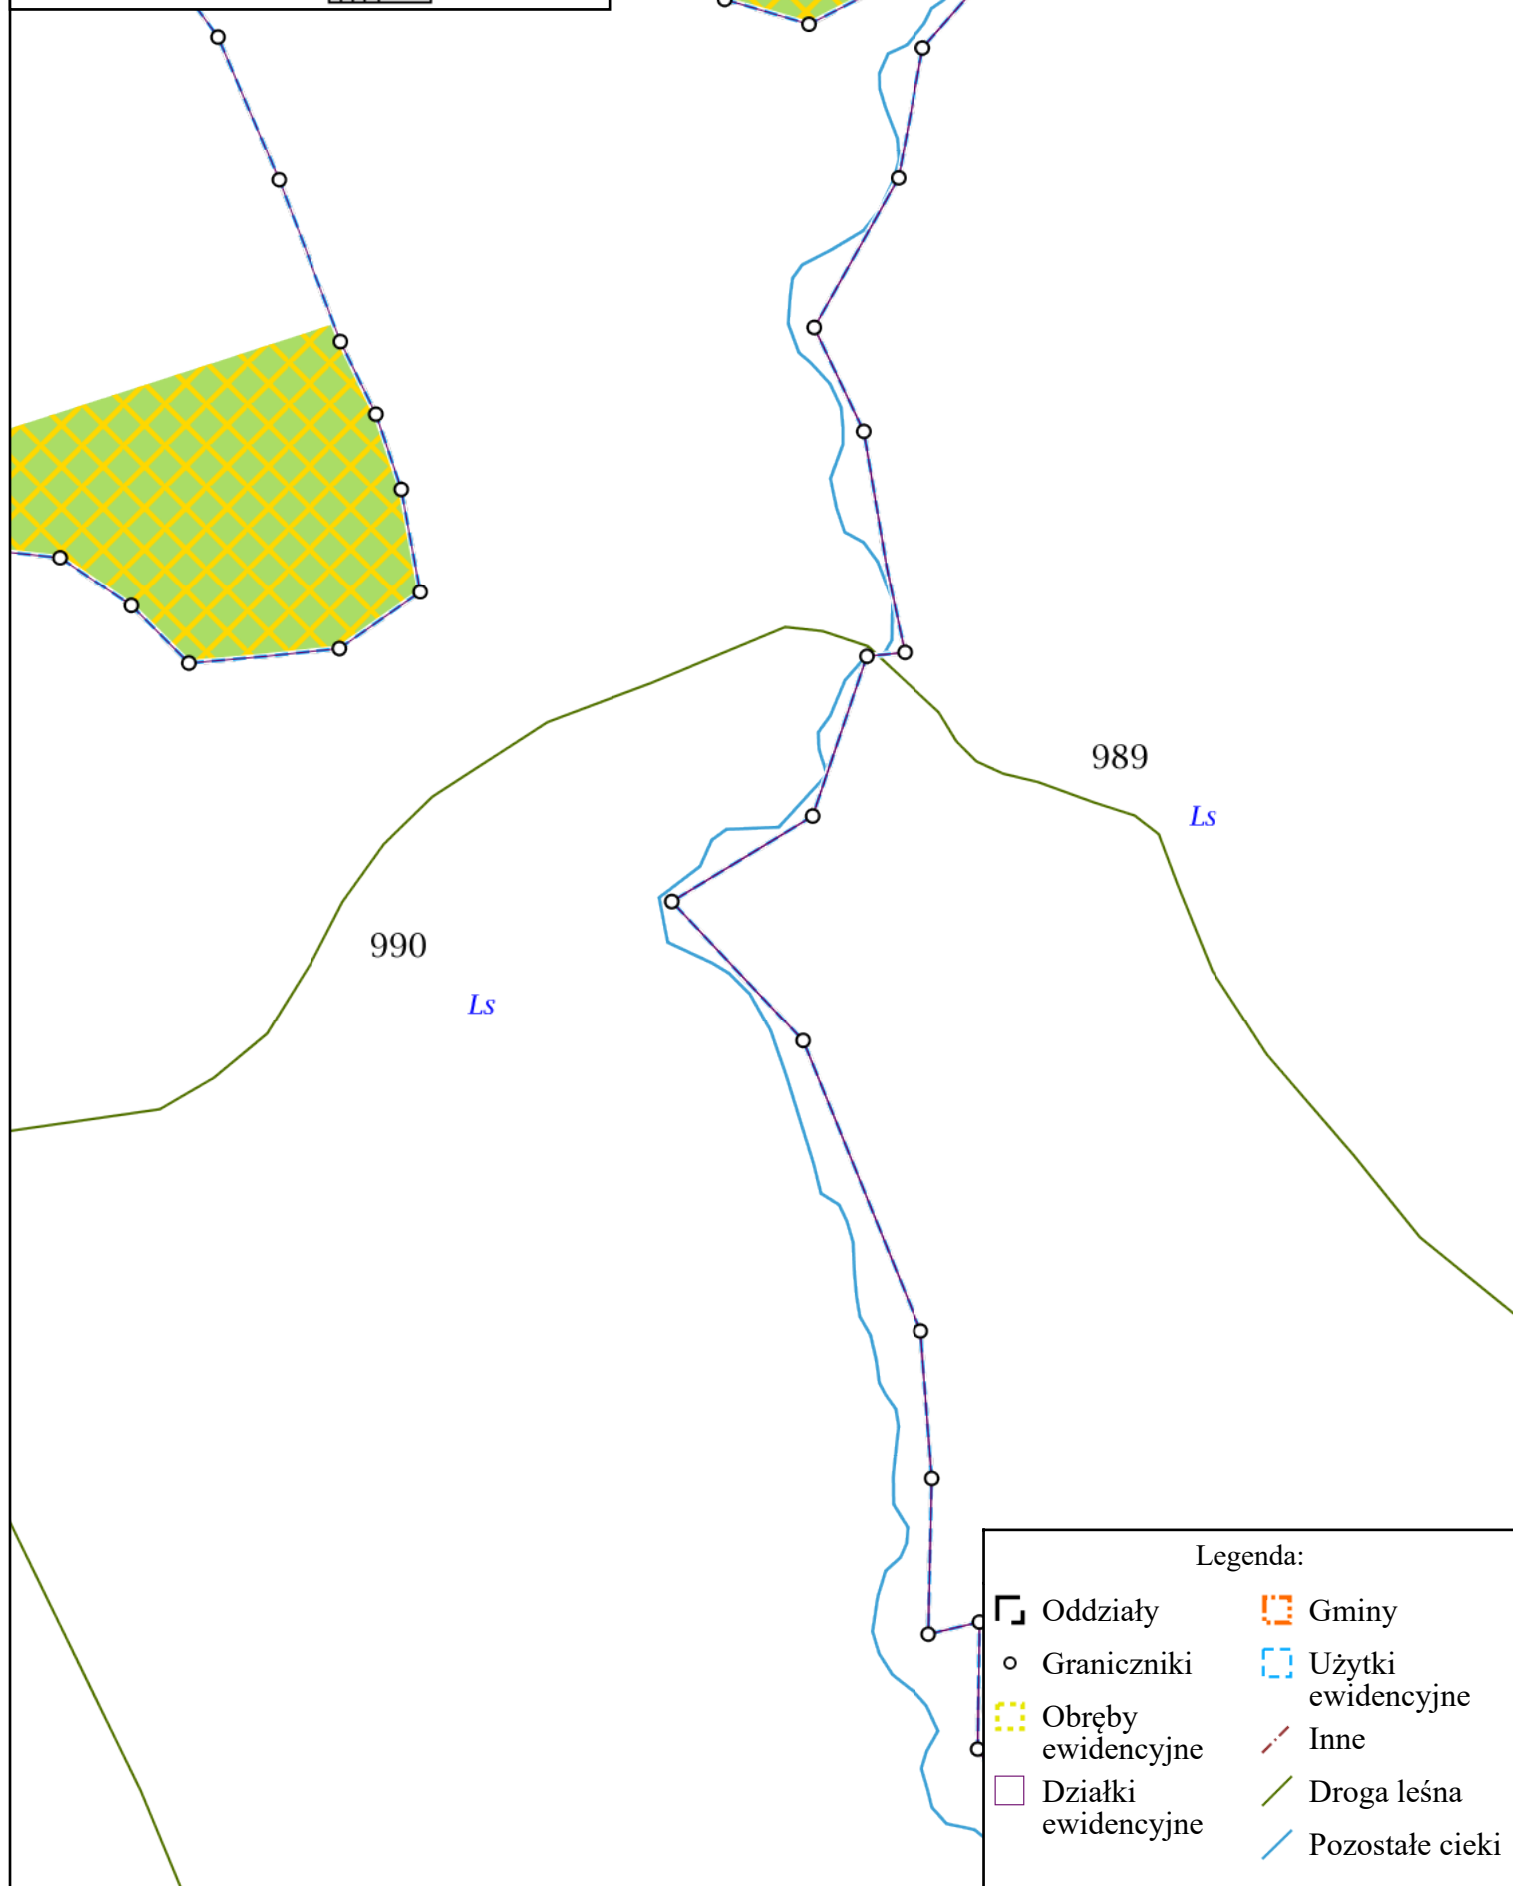 989
Ls
990
Ls
Legenda:
Oddziały
Graniczniki
Obręby
ewidencyjne
Działki
ewidencyjne
Gminy
Użytki
ewidencyjne
Inne
Droga leśna
Pozostałe cieki